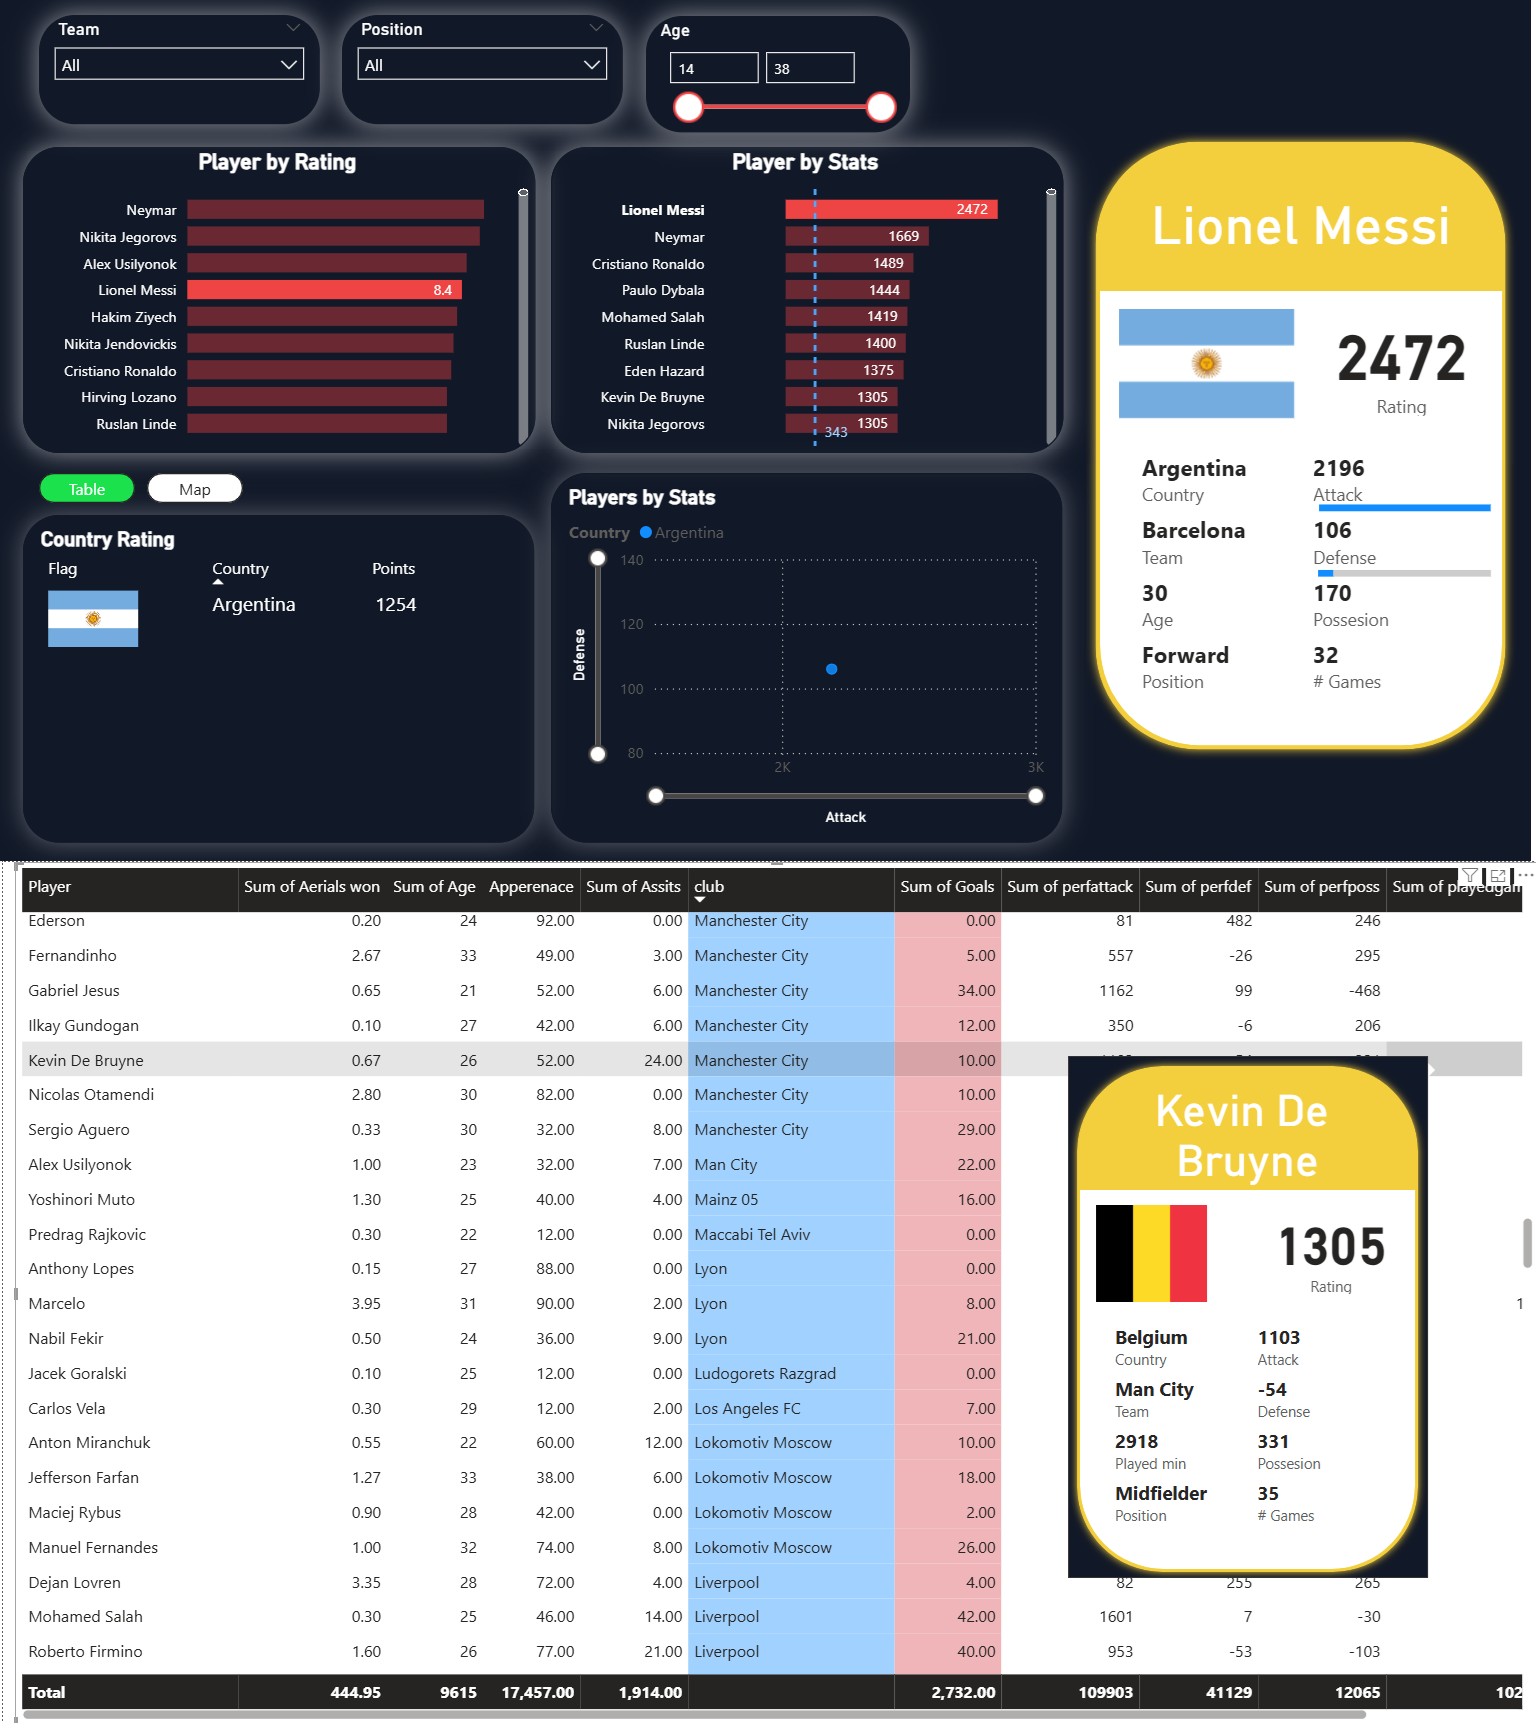 Team
All
Position
All
Age
14 38
Player by Rating
Neymar
Nikita Jegorovs
Alex Usilyonok
Lionel Messi 8.4
Hakim Ziyech
Nikita Jendovickis
Cristiano Ronaldo
Hirving Lozano
Ruslan Linde
Player by Stats
Lionel Messi 2472
Neymar 1669
Cristiano Ronaldo 1489
Paulo Dybala 1444
Mohamed Salah 1419
Ruslan Linde 1400
Eden Hazard 1375
Kevin De Bruyne 1305
Nikita Jegorovs 1305
343
Lionel Messi
2472
Rating
Argentina 2196
Country Attack
Barcelona 106
Team Defense
30 170
Age Possesion
Forward 32
Position # Games
Table Map
Country Rating
Flag Country Points
Argentina 1254
Players by Stats
Country Argentina
140
120
100
80
2K 3K
Defense
Attack
Player Sum of Aerials won Sum of Age Apperenace Sum of Assits club Sum of Goals Sum of perfattack Sum of perfdef Sum of perfposs
Ederson 0.20 24 92.00 0.00 Manchester City 0.00 81 482 246
Fernandinho 2.67 33 49.00 3.00 Manchester City 5.00 557 -26 295
Gabriel Jesus 0.65 21 52.00 6.00 Manchester City 34.00 1162 99 -468
Ilkay Gundogan 0.10 27 42.00 6.00 Manchester City 12.00 350 -6 206
Kevin De Bruyne 0.67 26 52.00 24.00 Manchester City 10.00
Nicolas Otamendi 2.80 30 82.00 0.00 Manchester City 10.00
Sergio Aguero 0.33 30 32.00 8.00 Manchester City 29.00
Alex Usilyonok 1.00 23 32.00 7.00 Man City 22.00
Yoshinori Muto 1.30 25 40.00 4.00 Mainz 05 16.00
Predrag Rajkovic 0.30 22 12.00 0.00 Maccabi Tel Aviv 0.00
Anthony Lopes 0.15 27 88.00 0.00 Lyon 0.00
Marcelo 3.95 31 90.00 2.00 Lyon 8.00 1
Nabil Fekir 0.50 24 36.00 9.00 Lyon 21.00
Jacek Goralski 0.10 25 12.00 0.00 Ludogorets Razgrad 0.00
Carlos Vela 0.30 29 12.00 2.00 Los Angeles FC 7.00
Anton Miranchuk 0.55 22 60.00 12.00 Lokomotiv Moscow 10.00
Jefferson Farfan 1.27 33 38.00 6.00 Lokomotiv Moscow 18.00
Maciej Rybus 0.90 28 42.00 0.00 Lokomotiv Moscow 2.00
Manuel Fernandes 1.00 32 74.00 8.00 Lokomotiv Moscow 26.00
Dejan Lovren 3.35 28 72.00 4.00 Liverpool 4.00 82 255 265
Mohamed Salah 0.30 25 46.00 14.00 Liverpool 42.00 1601 7 -30
Roberto Firmino 1.60 26 77.00 21.00 Liverpool 40.00 953 -53 -103
Total 444.95 9615 17,457.00 1,914.00 2,732.00 109903 41129 12065 102
Kevin De
Bruyne
1305
Rating
Belgium 1103
Country Attack
Man City -54
Team Defense
2918 331
Played min Possesion
Midfielder 35
Position # Games